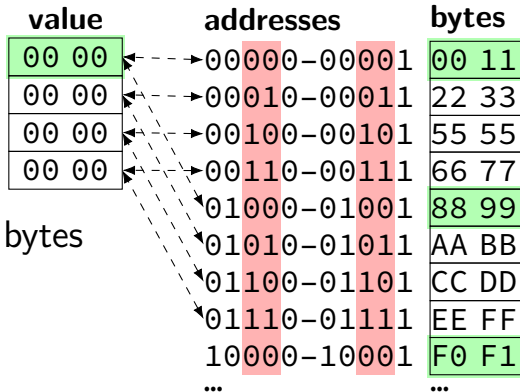 value addresses bytes
00 00 00000-00001 00 11
00 00 00010-00011 22 33
00 00 00100-00101 55 55
00 00 00110-00111 66 77
01000-01001 88 99
bytes 01010-01011 AA BB
01100-01101 CC DD
01110-01111 EE FF
10000-10001 F0 F1
... ...